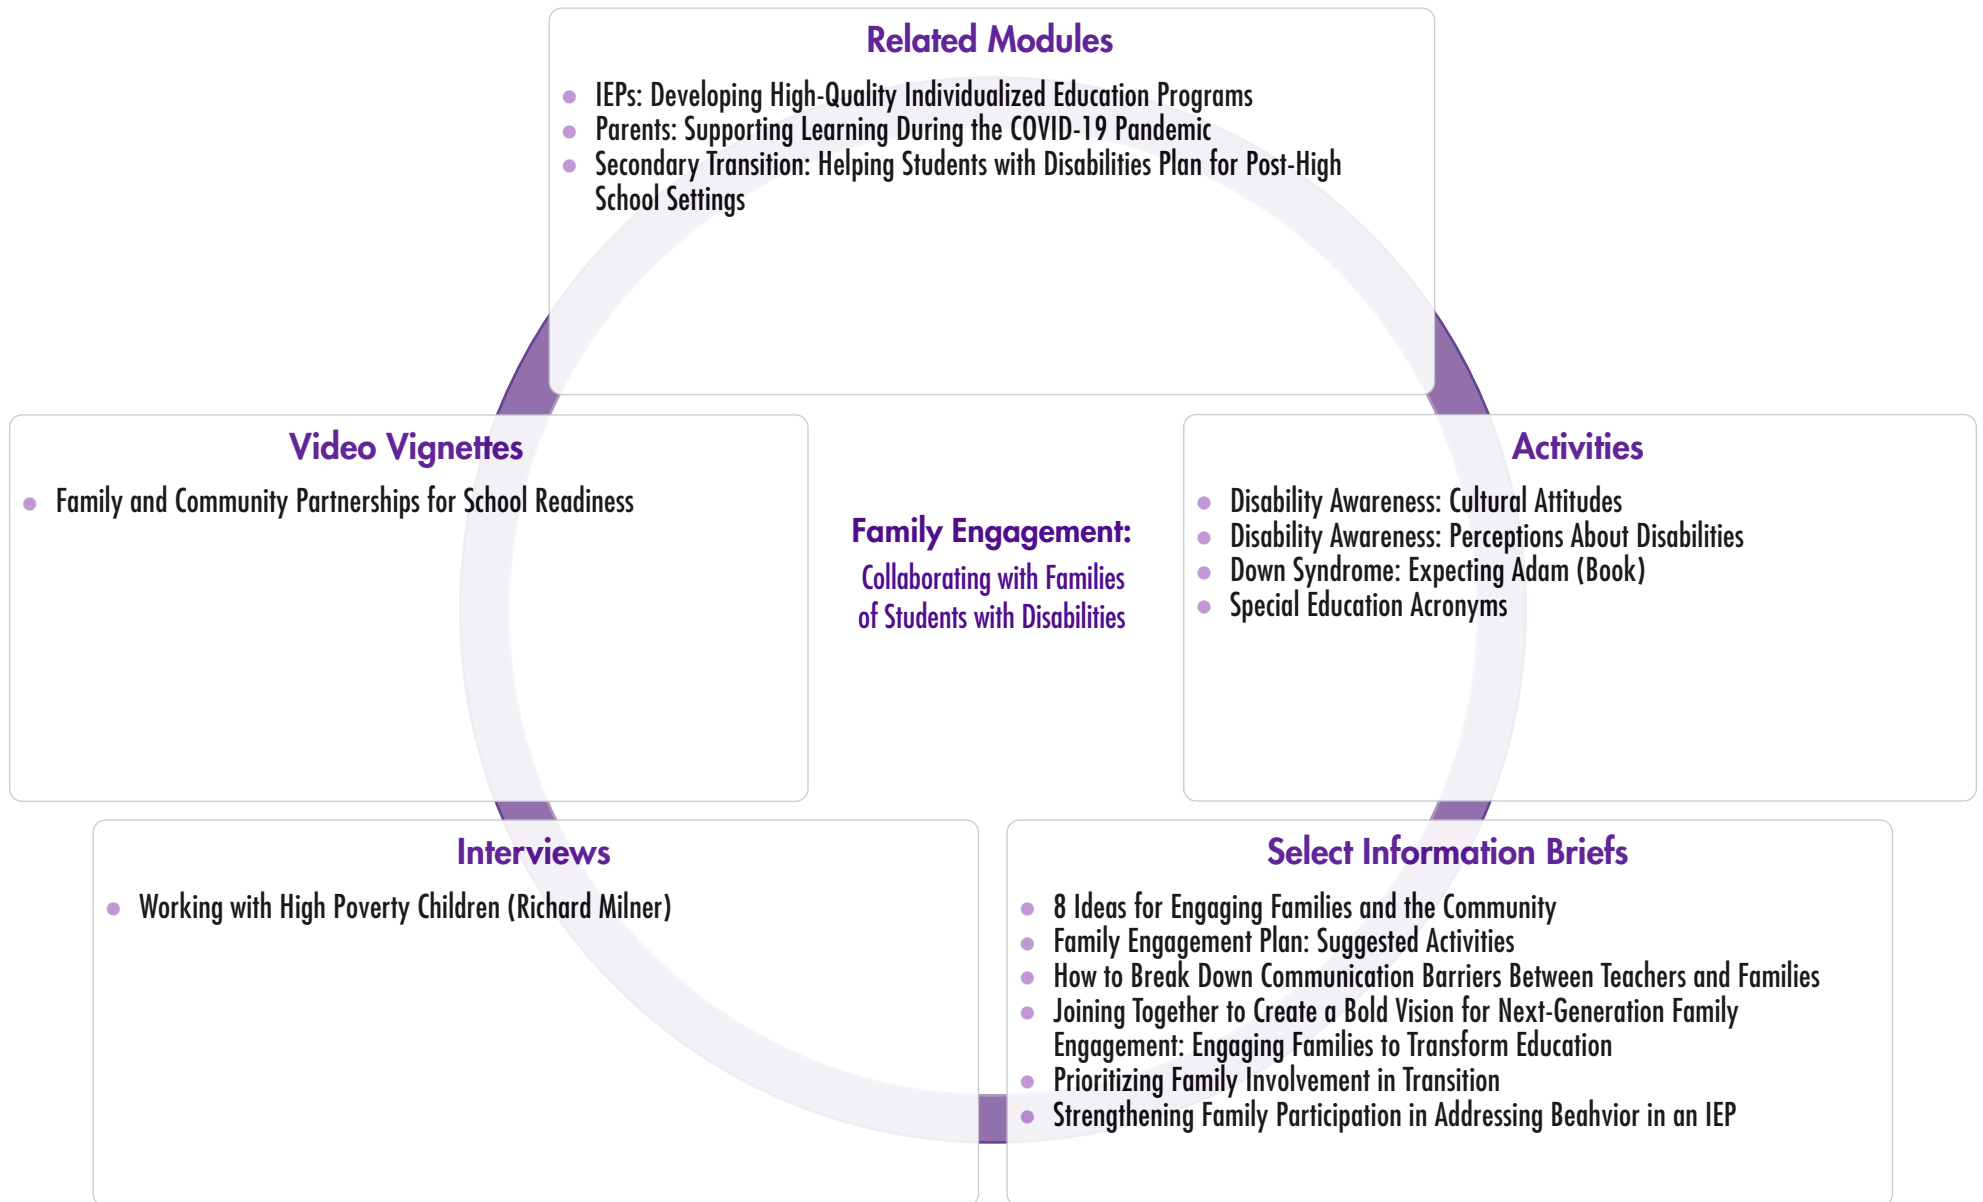 Related Modules
IEPs: Developing High-Quality Individualized Education Programs
Parents: Supporting Learning During the COVID-19 Pandemic
Secondary Transition: Helping Students with Disabilities Plan for Post-High
School Settings
Video Vignettes
Family and Community Partnerships for School Readiness
Family Engagement:
Collaborating with Families
of Students with Disabilities
Activities
Disability Awareness: Cultural Attitudes
Disability Awareness: Perceptions About Disabilities
Down Syndrome: Expecting Adam (Book)
Special Education Acronyms
Interviews
Working with High Poverty Children (Richard Milner)
Select Information Briefs
8 Ideas for Engaging Families and the Community
Family Engagement Plan: Suggested Activities
How to Break Down Communication Barriers Between Teachers and Families
Joining Together to Create a Bold Vision for Next-Generation Family
Engagement: Engaging Families to Transform Education
Prioritizing Family Involvement in Transition
Strengthening Family Participation in Addressing Beahvior in an IEP